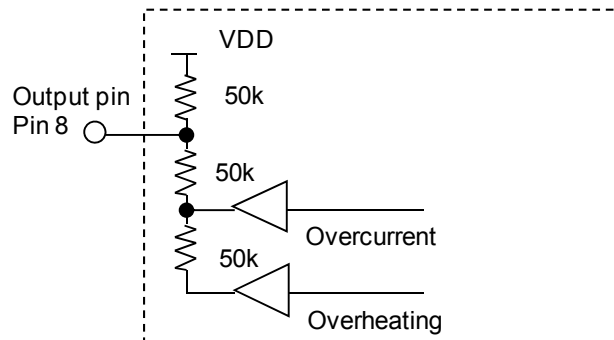 VDD
50k
Output pin
Pin 8
50k
Overcurrent
50k
Overheating